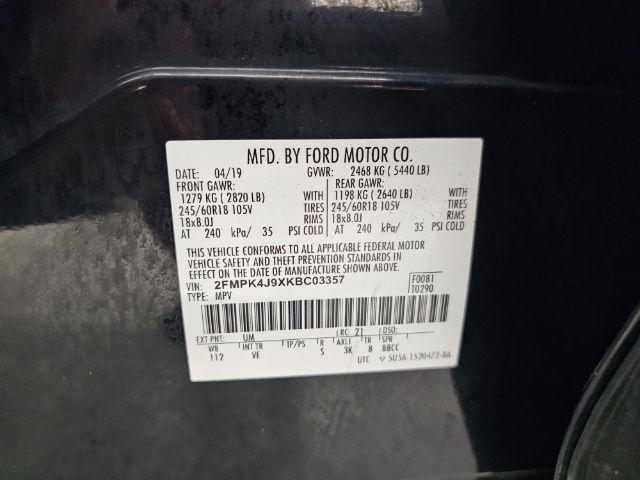 MFD. BY FORD MOTOR CO.
DATE: 04/19 GVWR: 2468 KG ( 5440 LB)
FRONT GAWR: REAR GAWR:
1279 KG ( 2820 LB) WITH 1198 KG ( 2640 LB) WITH
245/60R18 105V TIRES 245/60R18 105V TIRES
18x8.0J RIMS 18x8.0J RIMS
AT 240 kPa/ 35 PSI COLD AT 240 kPa/ 35 PSI COLD
THIS VEHICLE CONFORMS TO ALL APPLICABLE FEDERAL MOTOR
VEHICLE SAFETY AND THEFT PREVENTION STANDARDS IN
EFFECT ON THE DATE OF MANUFACTURE SHOWN ABOVE.
VIN: 2FMPK4J9XKBC03357 F0081
TYPE: MPV T0290
UM RC: 21 DSO:
WB INT TR TP/PS R AXLE TR SPR
112 VE 5 3K 8 BBCC
UTC 5U5A-1520472-BA